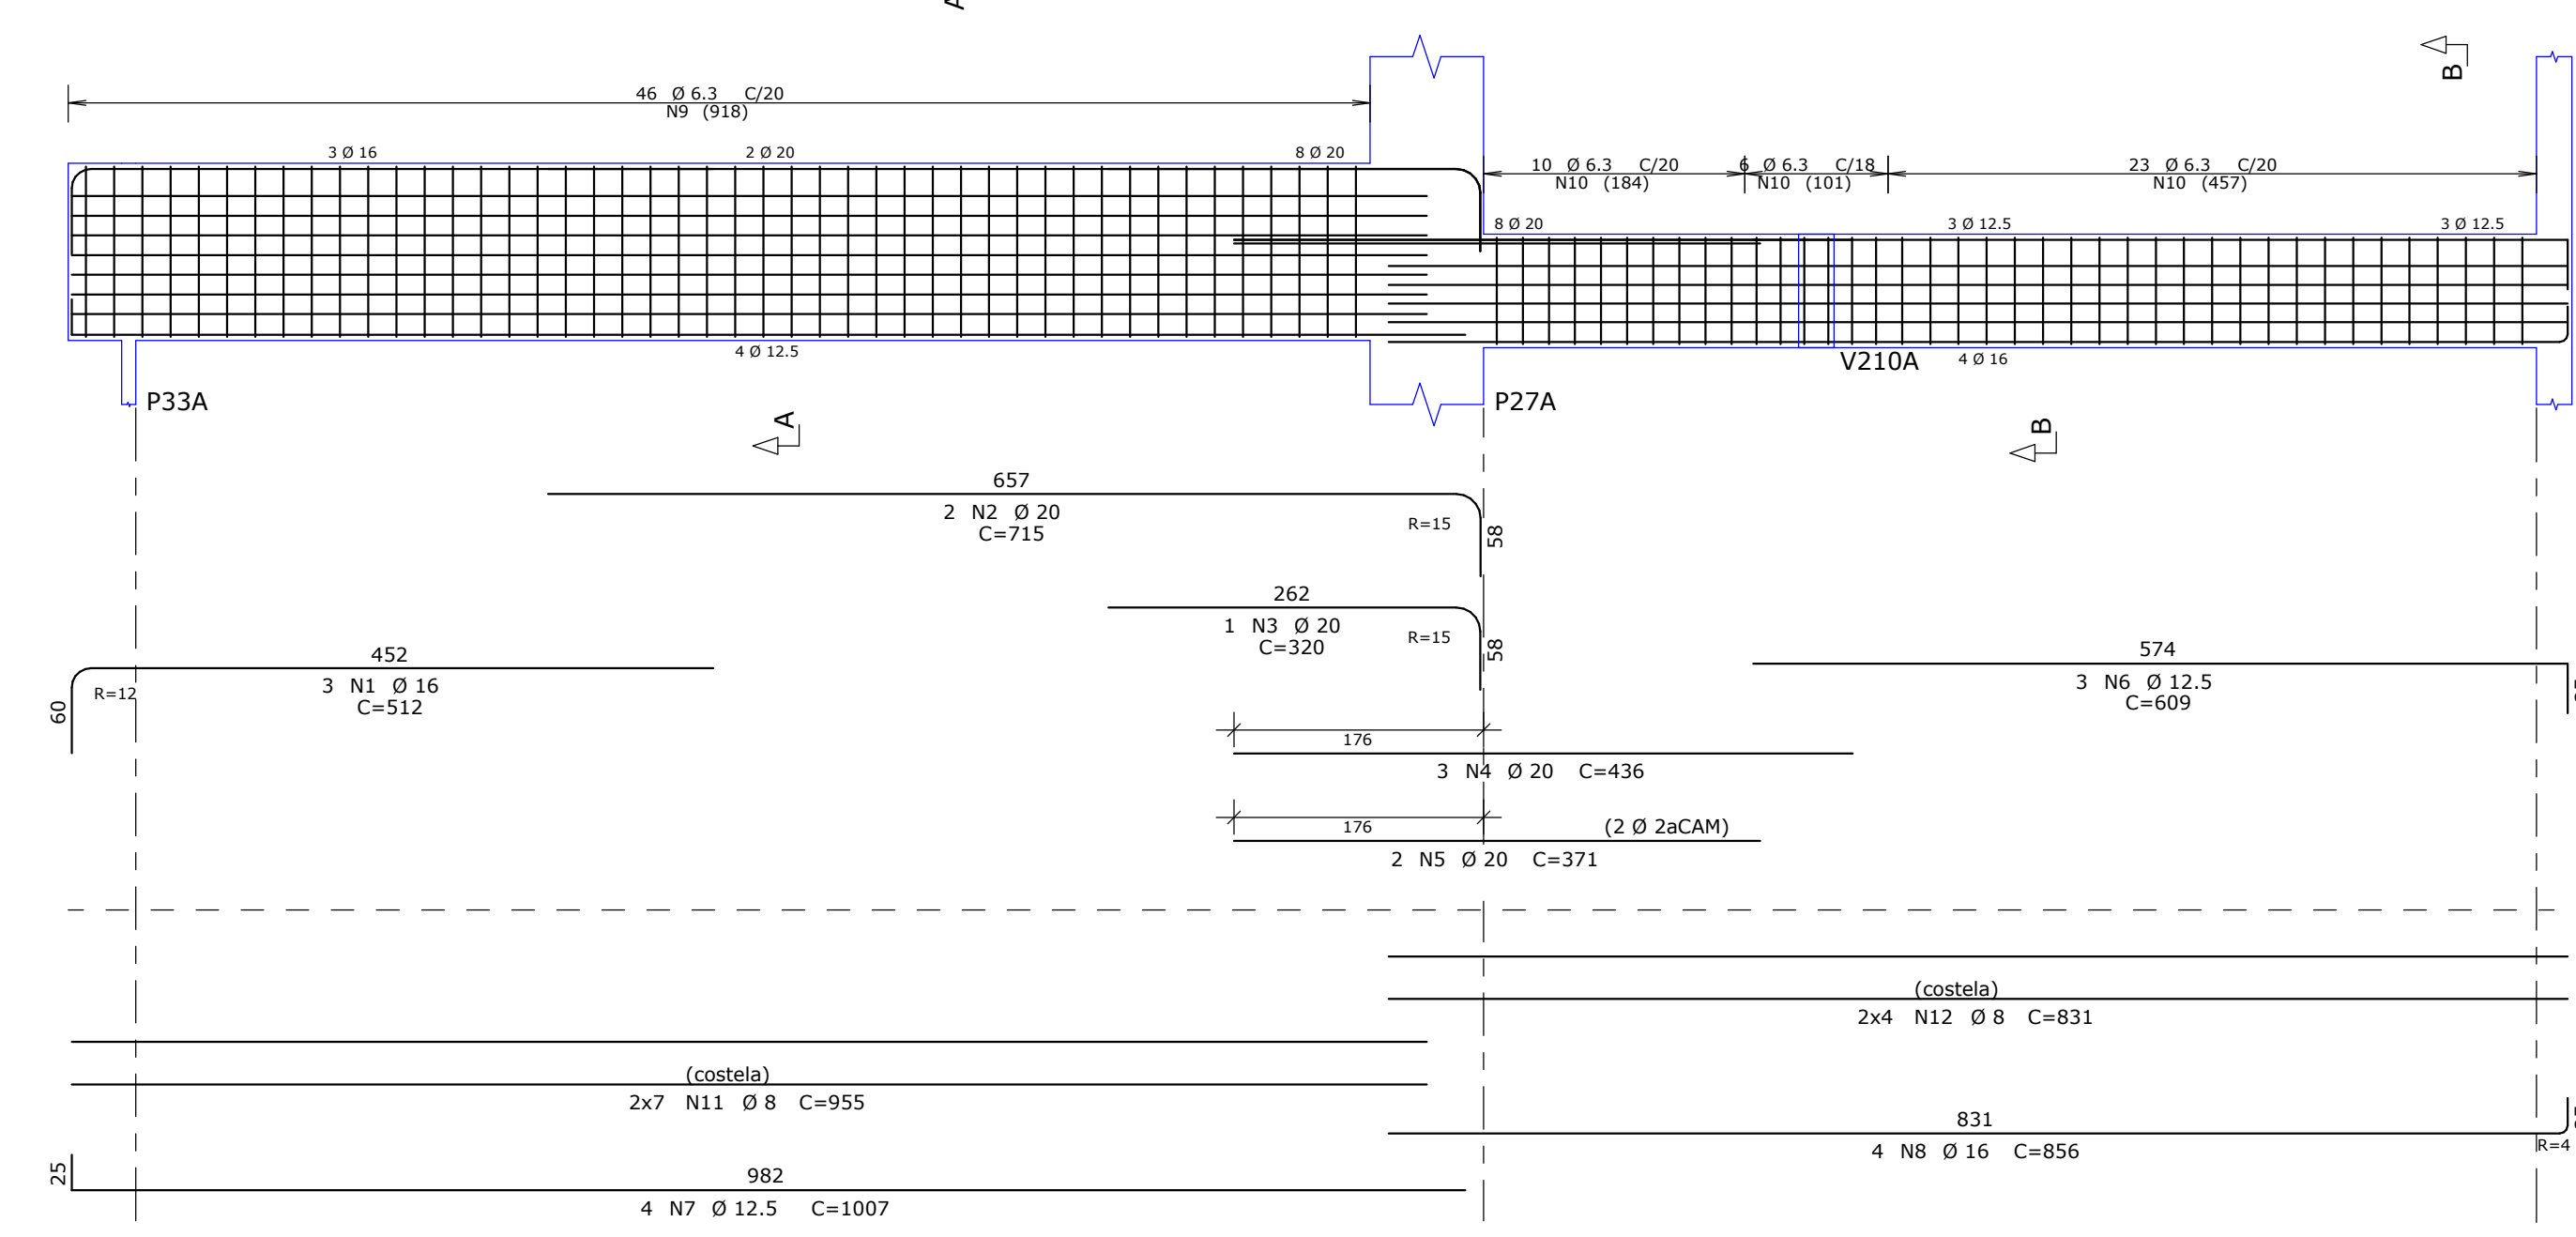 B
46 Ø 6.3 C/20
N9 (918)
3 Ø 16
2 Ø 20
8 Ø 20
10 Ø 6.3 C/20
N10 (184)
6 Ø 6.3 C/18
N10 (101)
23 Ø 6.3 C/20
N10 (457)
8 Ø 20
3 Ø 12.5
3 Ø 12.5
4 Ø 12.5
V210A
4 Ø 16
P33A
P27A
A
B
657
2 N2 Ø 20
C=715
R=15
58
262
1 N3 Ø 20
C=320
R=15
58
452
3 N1 Ø 16
C=512
R=12
60
574
3 N6 Ø 12.5
C=609
176
3 N4 Ø 20 C=436
176
(2 Ø 2aCAM)
2 N5 Ø 20 C=371
(costela)
2x4 N12 Ø 8 C=831
(costela)
2x7 N11 Ø 8 C=955
831
4 N8 Ø 16 C=856
R=4
25
982
4 N7 Ø 12.5 C=1007